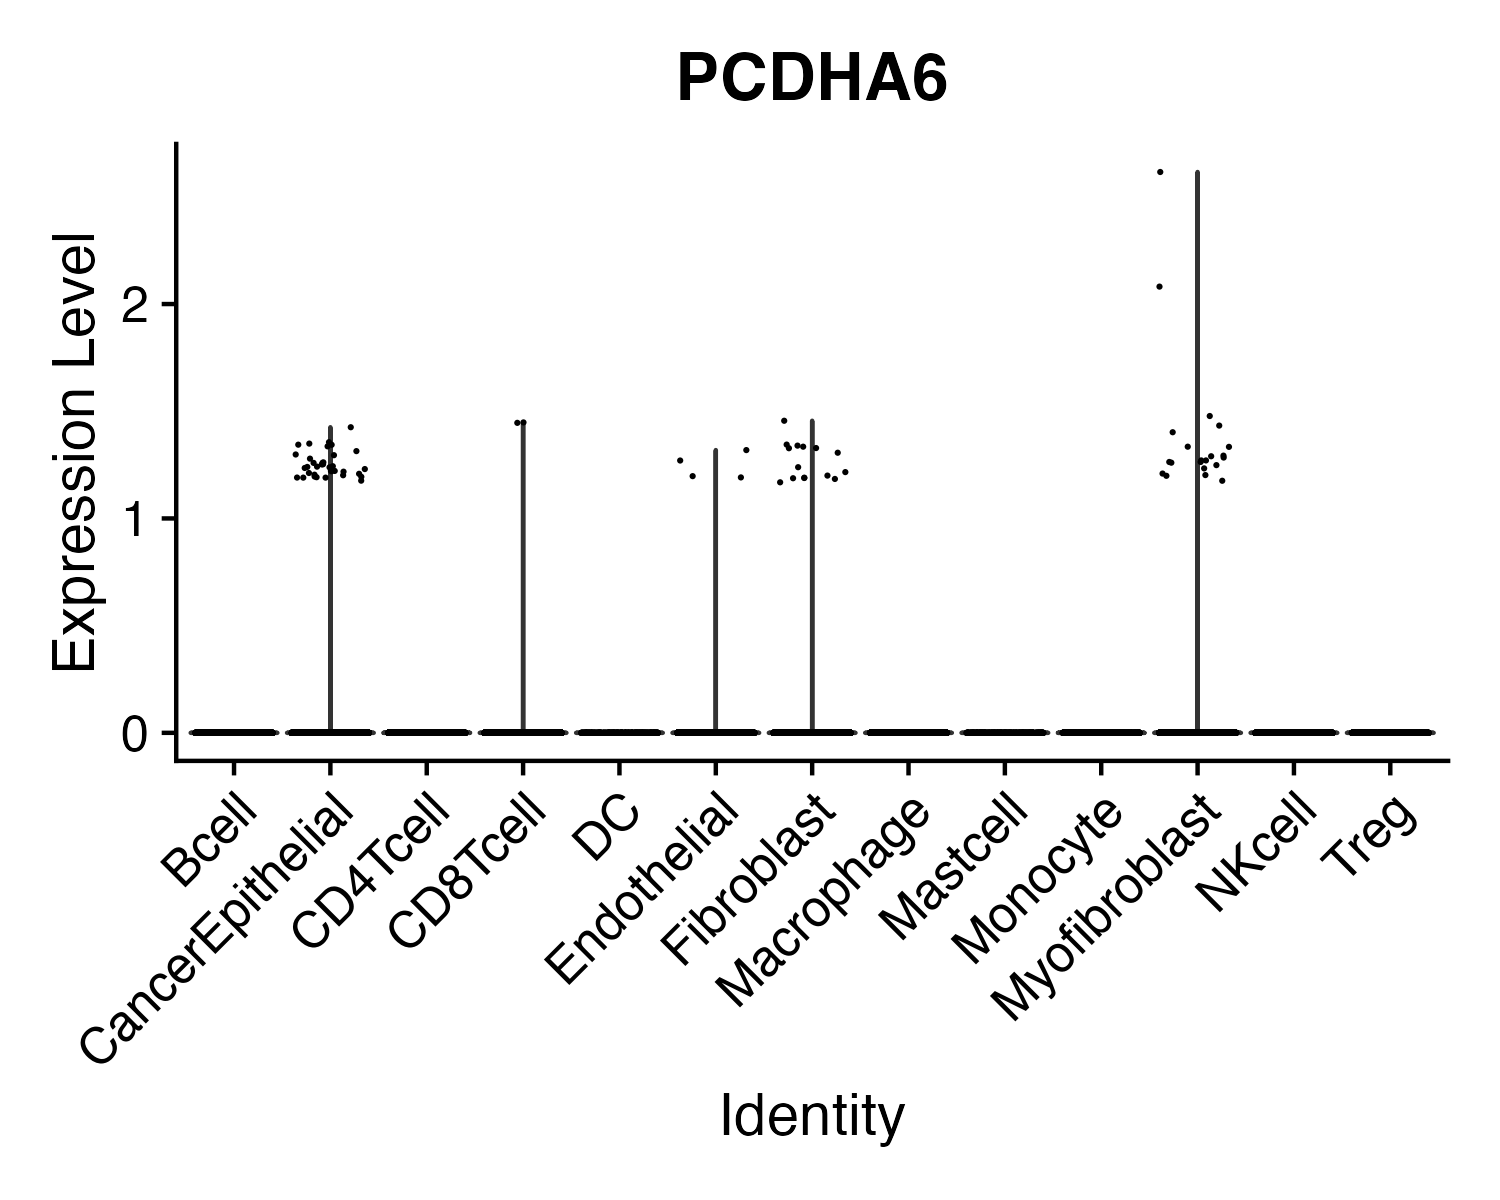 PCDHA6
Expression Level
2
1
0
Bcell
CancerEpithelial
CD4Tcell
CD8Tcell
DC
Endothelial
Fibroblast
Macrophage
Mastcell
Monocyte
Myofibroblast
NKcell
Treg
Identity